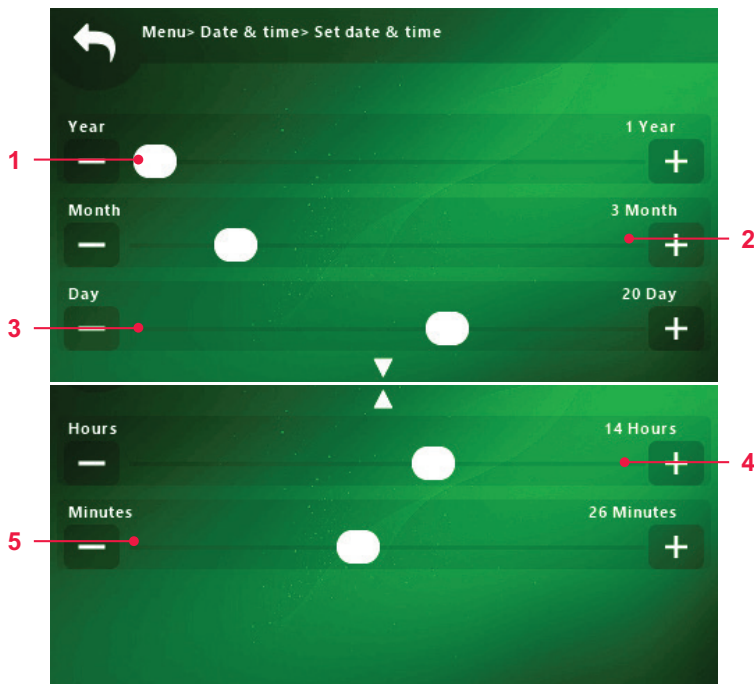 Menu> Date & time> Set date & time
Year 1 Year
1
Month 3 Month
2
Day 20 Day
3
Hours 14 Hours
4
Minutes 26 Minutes
5